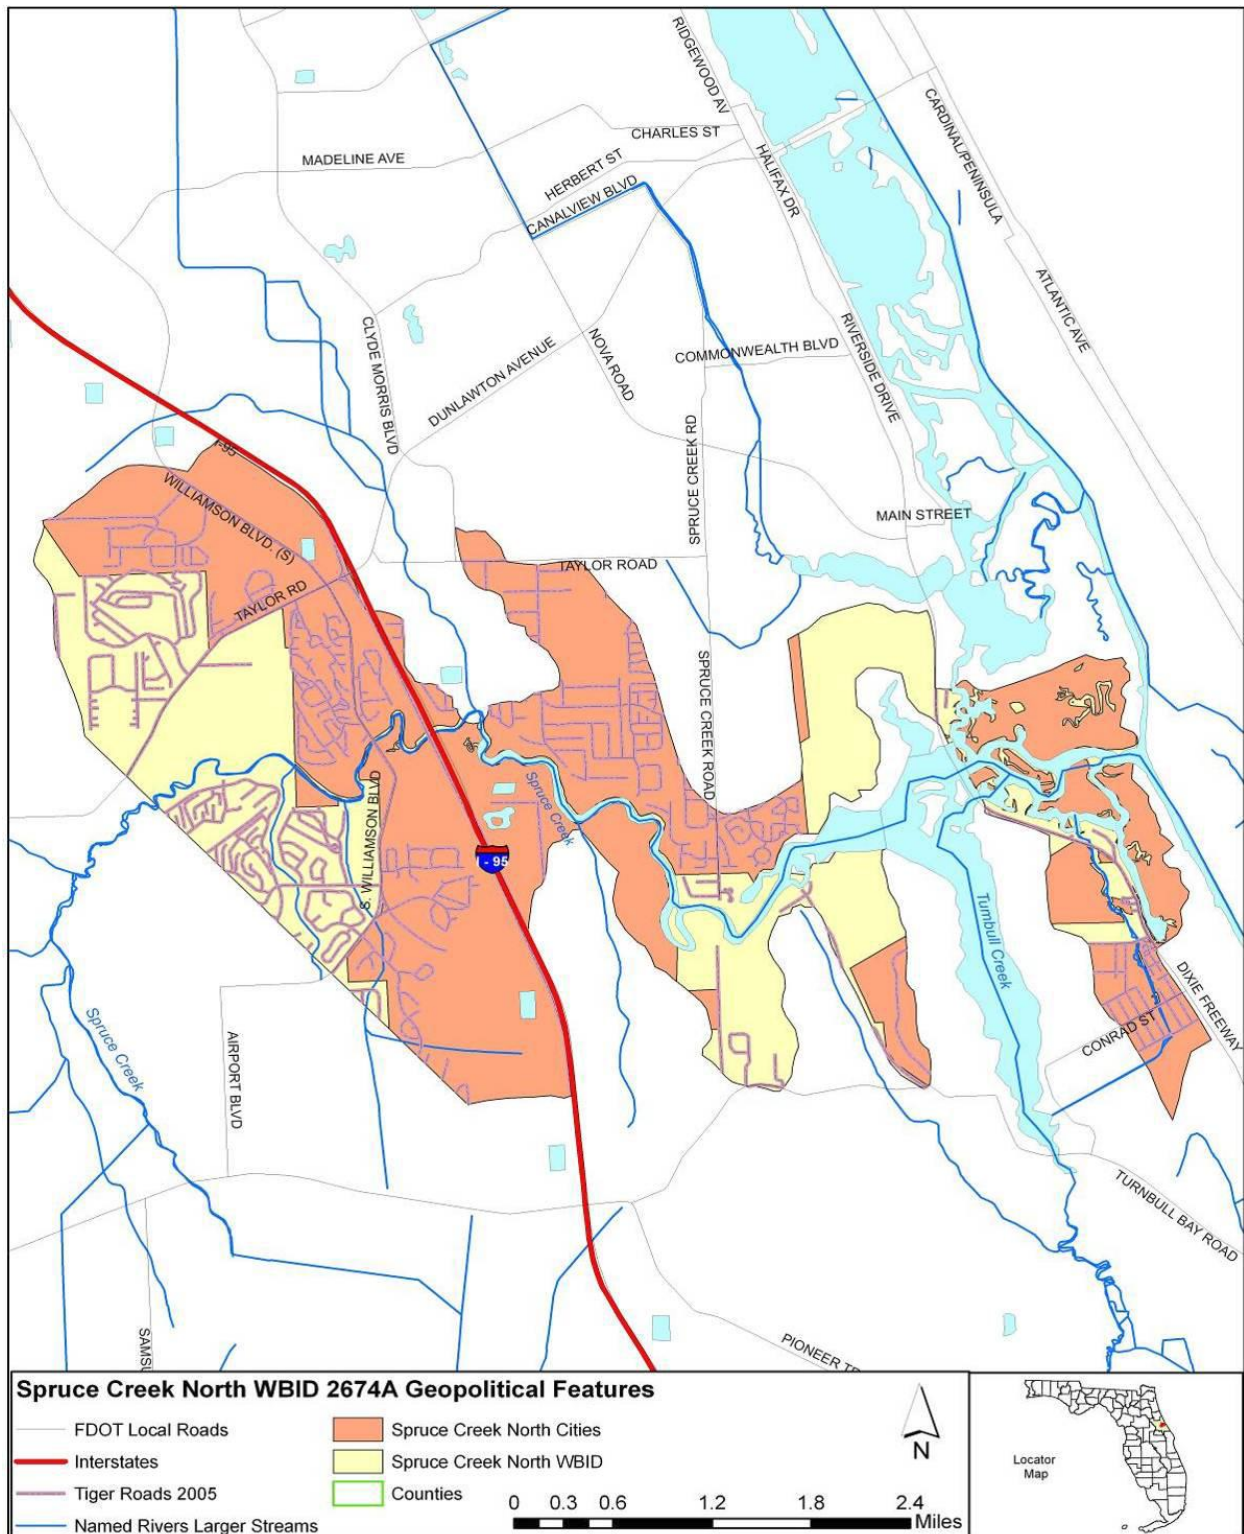 RIDGEWOOD AV
CARDINAL/PENINSULA
CHARLES ST
MADELINE AVE
HERBERT ST
HALIFAX DR
CANALVIEW BLVD
ATLANTIC AVE
CLYDE MORRIS BLVD
DUNLAWTON AVENUE
NOVA ROAD
COMMONWEALTH BLVD
RIVERSIDE DRIVE
I-95
SPRUCE CREEK RD
WILLIAMSON BLVD. (S)
MAIN STREET
TAYLOR ROAD
TAYLOR RD
SPRUCE CREEK ROAD
Spruce Creek
S. WILLIAMSON BLVD
I - 95
Turnbull Creek
DIXIE FREEWAY
Spruce Creek
AIRPORT BLVD
CONRAD ST
TURNBULL BAY ROAD
SAMSU
PIONEER TR
Spruce Creek North WBID 2674A Geopolitical Features
FDOT Local Roads
Interstates
Tiger Roads 2005
Named Rivers Larger Streams
Spruce Creek North Cities
Spruce Creek North WBID
Counties
N
0 0.3 0.6 1.2 1.8 2.4
Miles
Locator
Map